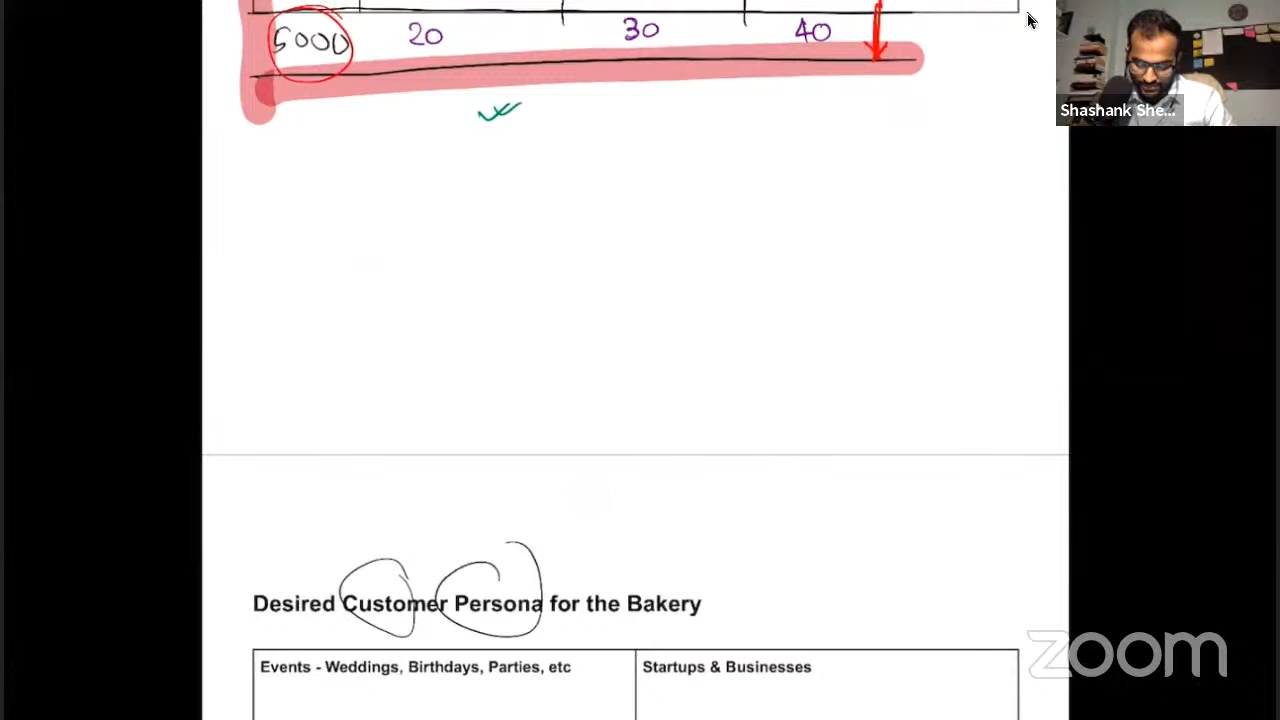 5000 20 30 40
Shashank She...
Desired Customer Persona for the Bakery
Events - Weddings, Birthdays, Parties, etc
Startups & Businesses
zoom